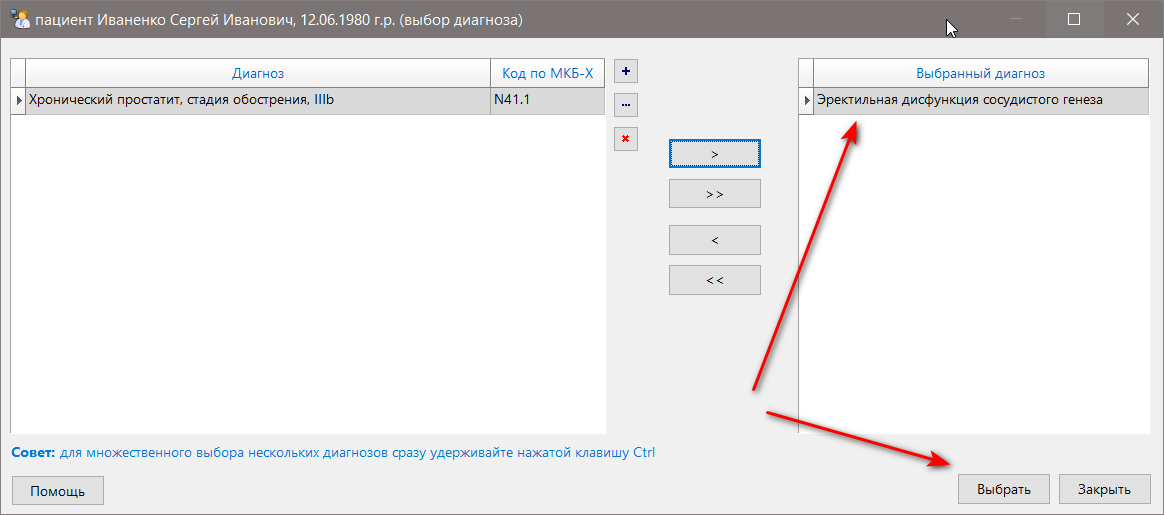 пациент Иваненко Сергей Иванович, 12.06.1980 г.р. (выбор диагноза)
Диагноз Код по МКБ-X
Хронический простатит, стадия обострения, IIIb N41.1
+
...
>
>>
<
<<
Выбранный диагноз
Эректильная дисфункция сосудистого генеза
Совет: для множественного выбора нескольких диагнозов сразу удерживайте нажатой клавишу Ctrl
Помощь
Выбрать
Закрыть